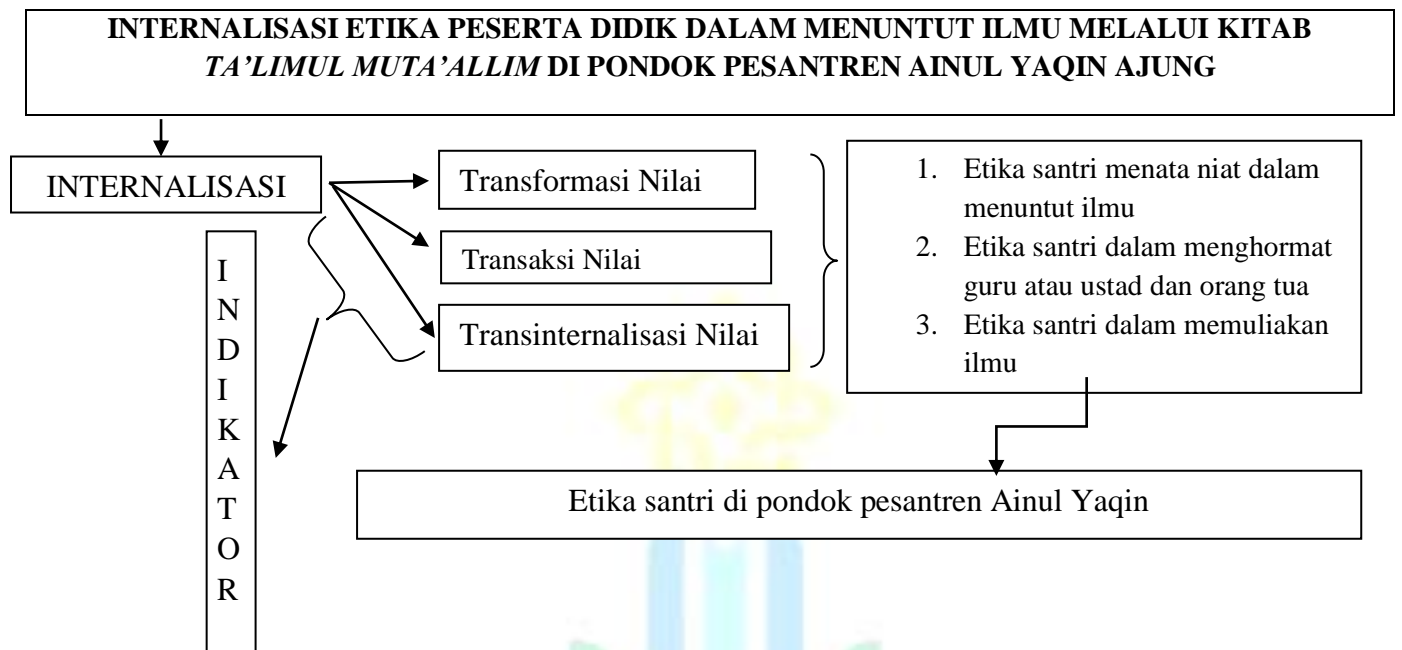 INTERNALISASI ETIKA PESERTA DIDIK DALAM MENUNTUT ILMU MELALUI KITAB
TA’LIMUL MUTA’ALLIM DI PONDOK PESANTREN AINUL YAQIN AJUNG
INTERNALISASI
Transformasi Nilai
Transaksi Nilai
Transinternalisasi Nilai
1. Etika santri menata niat dalam
menuntut ilmu
2. Etika santri dalam menghormat
guru atau ustad dan orang tua
3. Etika santri dalam memuliakan
ilmu
I
N
D
I
K
A
T
O
R
Etika santri di pondok pesantren Ainul Yaqin